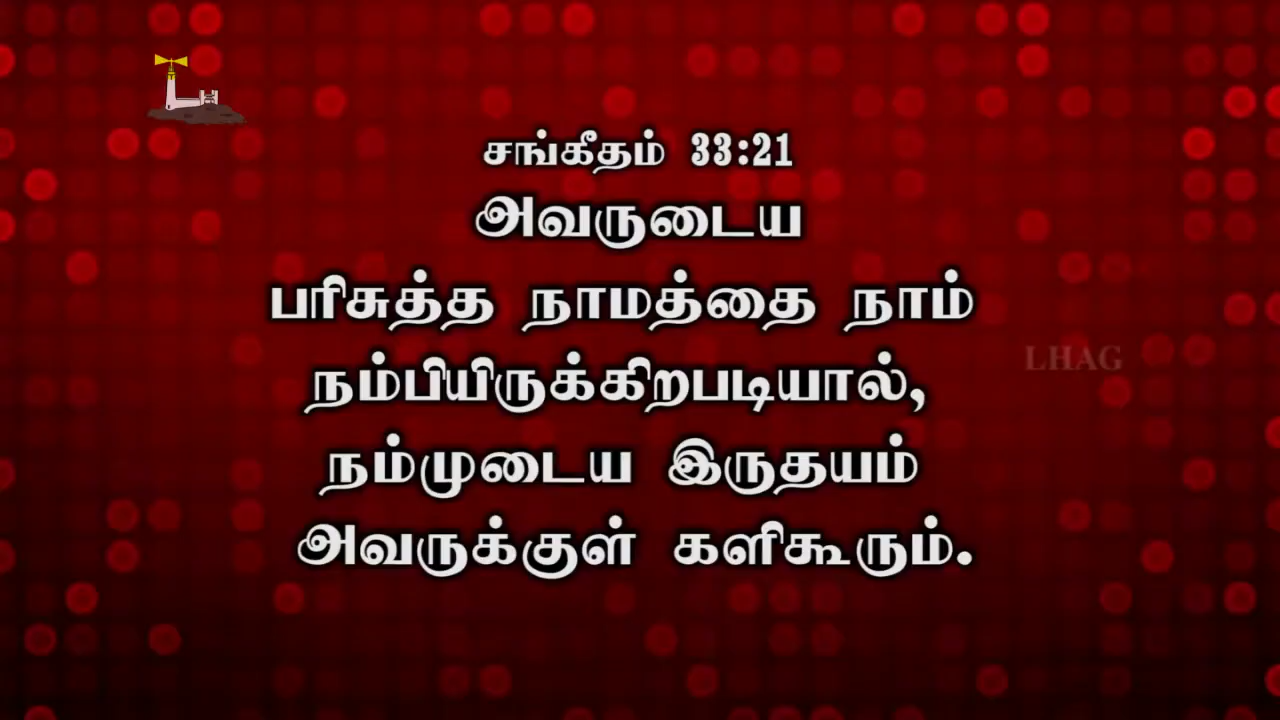 சங்கீதம் 33:21
அவருடைய
பரிசுத்த நாமத்தை நாம்
நம்பியிருக்கிறபடியால்,
நம்முடைய இருதயம்
அவருக்குள் களிகூரும்.
LHAG